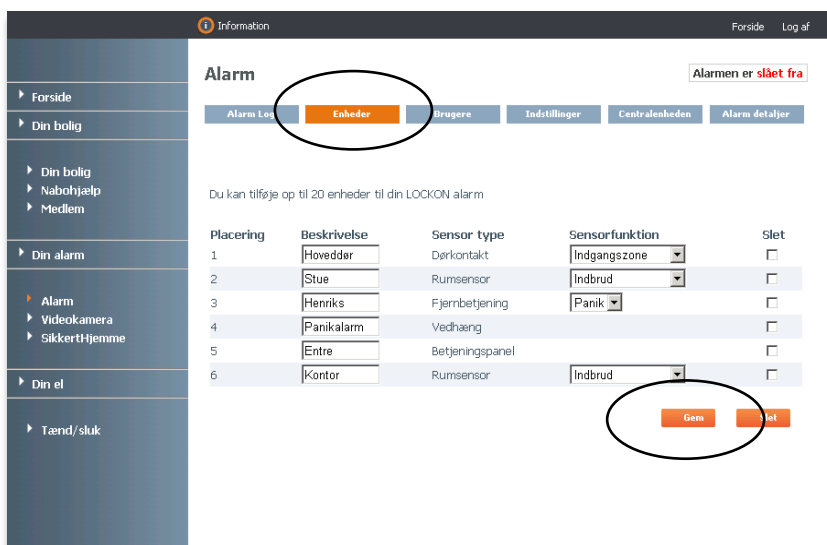 Information Forside Log af
Alarm
Alarmen er slået fra
Alarm Log Enheder Brugere Indstillinger Centralenheden Alarm detaljer
Forside
Din bolig
Din bolig
Nabohjælp
Medlem
Din alarm
Alarm
Videokamera
SikkertHjemme
Din el
Tænd/sluk
Du kan tilføje op til 20 enheder til din LOCKON alarm
Placering Beskrivelse Sensor type Sensorfunktion Slet
1 Hoveddør Dørkontakt Indgangszone
2 Stue Rumsensor Indbrud
3 Henriks Fjernbetjening Panik
4 Panikalarm Vedhæng
5 Entre Betjeningspanel
6 Kontor Rumsensor Indbrud
Gem Slet